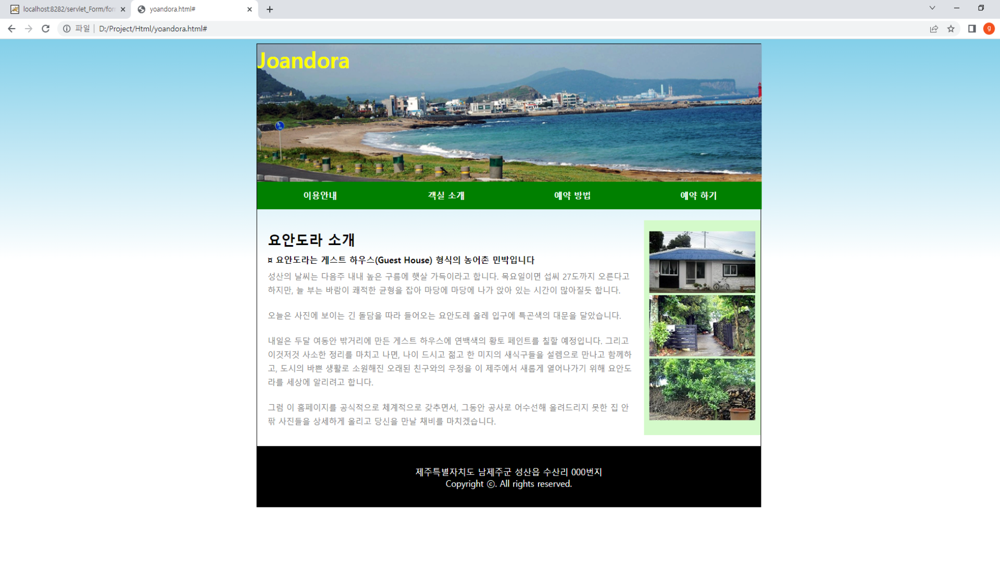 localhost:8282/servlet_Form/for
yoandora.html#
파일
D:/Project/Html/yoandora.html#
g
Joandora
이용안내
객실 소개
예약 방법
예약 하기
요안도라 소개
¤ 요안도라는 게스트 하우스(Guest House) 형식의 농어촌 민박입니다
성산의 날씨는 다음주 내내 높은 구름에 햇살 가득이라고 합니다. 목요일이면 섭씨 27도까지 오른다고
하지만, 늘 부는 바람이 쾌적한 균형을 잡아 마당에 마당에 나가 앉아 있는 시간이 많아질듯 합니다.
오늘은 사진에 보이는 긴 돌담을 따라 들어오는 요안도레 올레 입구에 특곤색의 대문을 달았습니다.
내일은 두달 여동안 밖거리에 만든 게스트 하우스에 연백색의 황토 페인트를 칠할 예정입니다. 그리고
이것저것 사소한 정리를 마치고 나면, 나이 드시고 젊고 한 미지의 새식구들을 설렘으로 만나고 함께하
고, 도시의 바쁜 생활로 소원해진 오래된 친구와의 우정을 이 제주에서 새롭게 열어나가기 위해 요안도
라를 세상에 알리려고 합니다.
그럼 이 홈페이지를 공식적으로 체계적으로 갖추면서, 그동안 공사로 어수선해 올려드리지 못한 집 안
팎 사진들을 상세하게 올리고 당신을 만날 채비를 마치겠습니다.
제주특별자치도 남제주군 성산읍 수산리 000번지
Copyright ⓒ. All rights reserved.